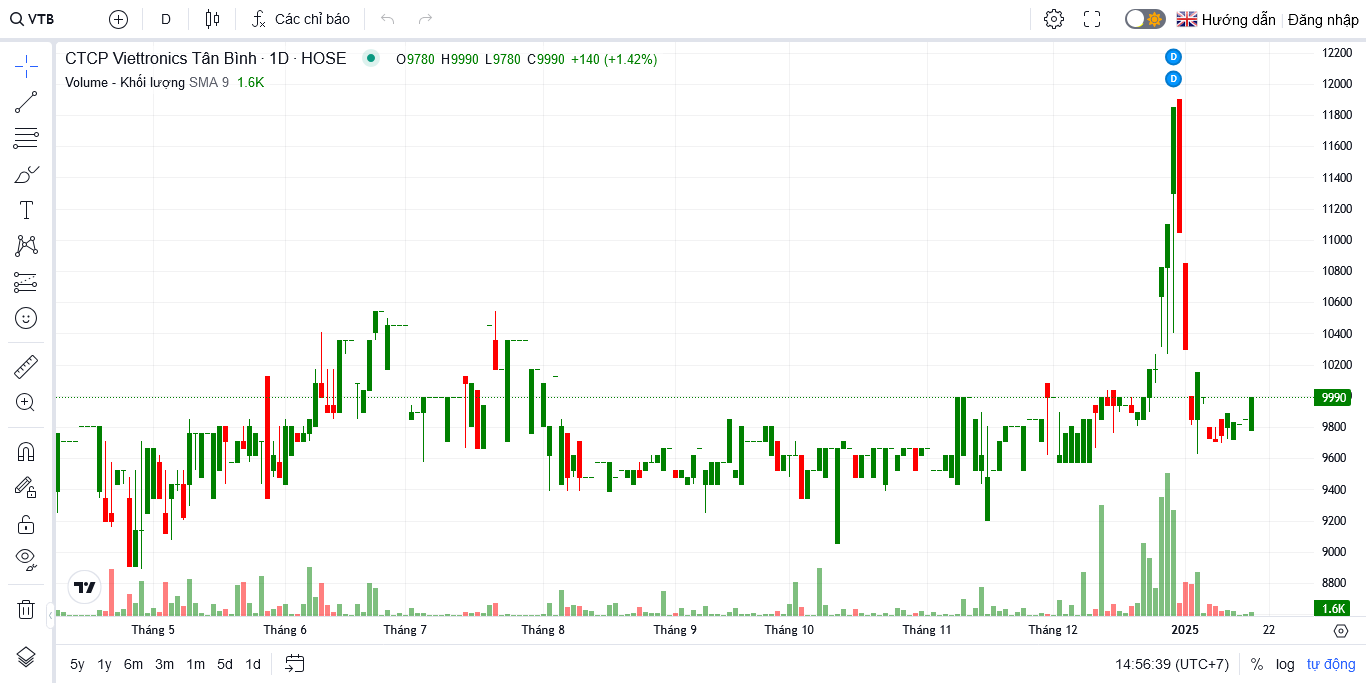 VTB D Các chỉ báo Hướng dẫn Đăng nhập
CTCP Viettronics Tân Bình · 1D · HOSE O9780 H9990 L9780 C9990 +140 (+1.42%)
Volume - Khối lượng SMA 9 1.6K
D
D
12200
12000
11800
11600
11400
11200
11000
10800
10600
10400
10200
9990
9800
9600
9400
9200
9000
8800
1.6K
Tháng 5 Tháng 6 Tháng 7 Tháng 8 Tháng 9 Tháng 10 Tháng 11 Tháng 12 2025 22
5y 1y 6m 3m 1m 5d 1d 14:56:39 (UTC+7) % log tự động